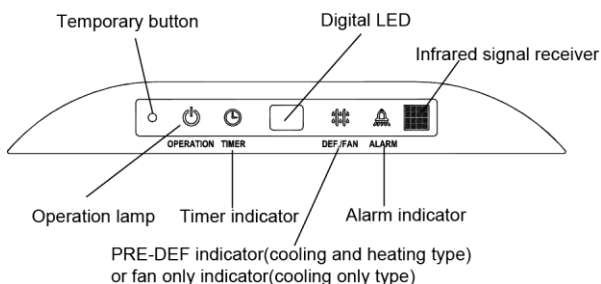 Temporary button
Digital LED
Infrared signal receiver
OPERATION TIMER
DEF./FAN ALARM
Operation lamp
Timer indicator
Alarm indicator
PRE-DEF indicator(cooling and heating type)
or fan only indicator(cooling only type)